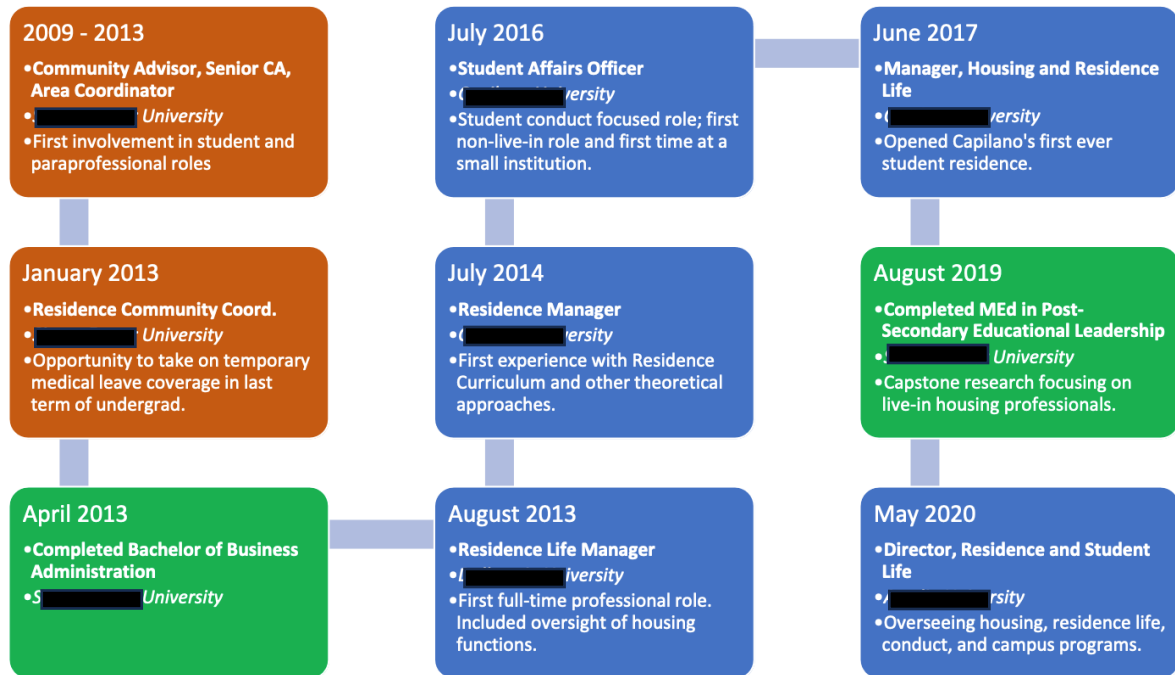 2009 - 2013
•Community Advisor, Senior CA,
Area Coordinator
• University
•First involvement in student and
paraprofessional roles
January 2013
•Residence Community Coord.
• University
•Opportunity to take on temporary
medical leave coverage in last
term of undergrad.
April 2013
•Completed Bachelor of Business
Administration
• University
August 2013
•Residence Life Manager
•
•First full-time professional role.
Included oversight of housing
functions.
July 2014
•Residence Manager
•
•First experience with Residence
Curriculum and other theoretical
approaches.
July 2016
•Student Affairs Officer
•
•Student conduct focused role; first
non-live-in role and first time at a
small institution.
June 2017
•Manager, Housing and Residence
Life
•
•Opened Capilano's first ever
student residence.
August 2019
•Completed MEd in Post-
Secondary Educational Leadership
• University
•Capstone research focusing on
live-in housing professionals.
May 2020
•Director, Residence and Student
Life
•
•Overseeing housing, residence life,
conduct, and campus programs.